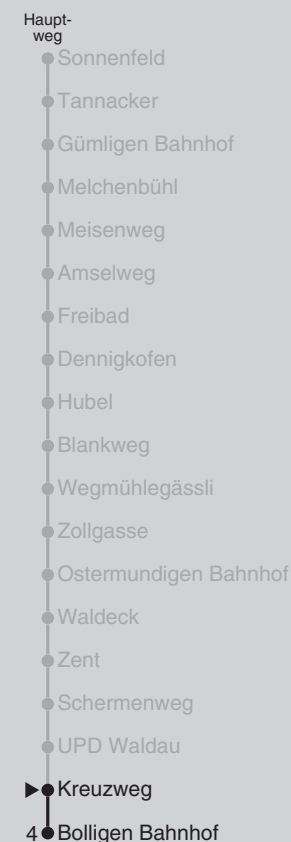 Haupt-
weg
Sonnenfeld
Tannacker
Gümligen Bahnhof
Melchenbühl
Meisenweg
Amselweg
Freibad
Dennigkofen
Hubel
Blankweg
Wegmühlegässli
Zollgasse
Ostermundigen Bahnhof
Waldeck
Zent
Schermenweg
UPD Waldau
Kreuzweg
4 Bolligen Bahnhof